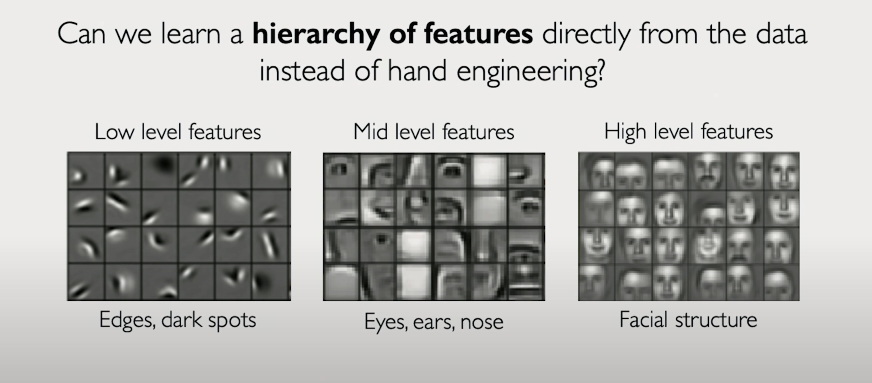 Can we learn a hierarchy of features directly from the data
instead of hand engineering?
Low level features
Mid level features
High level features
Edges, dark spots
Eyes, ears, nose
Facial structure